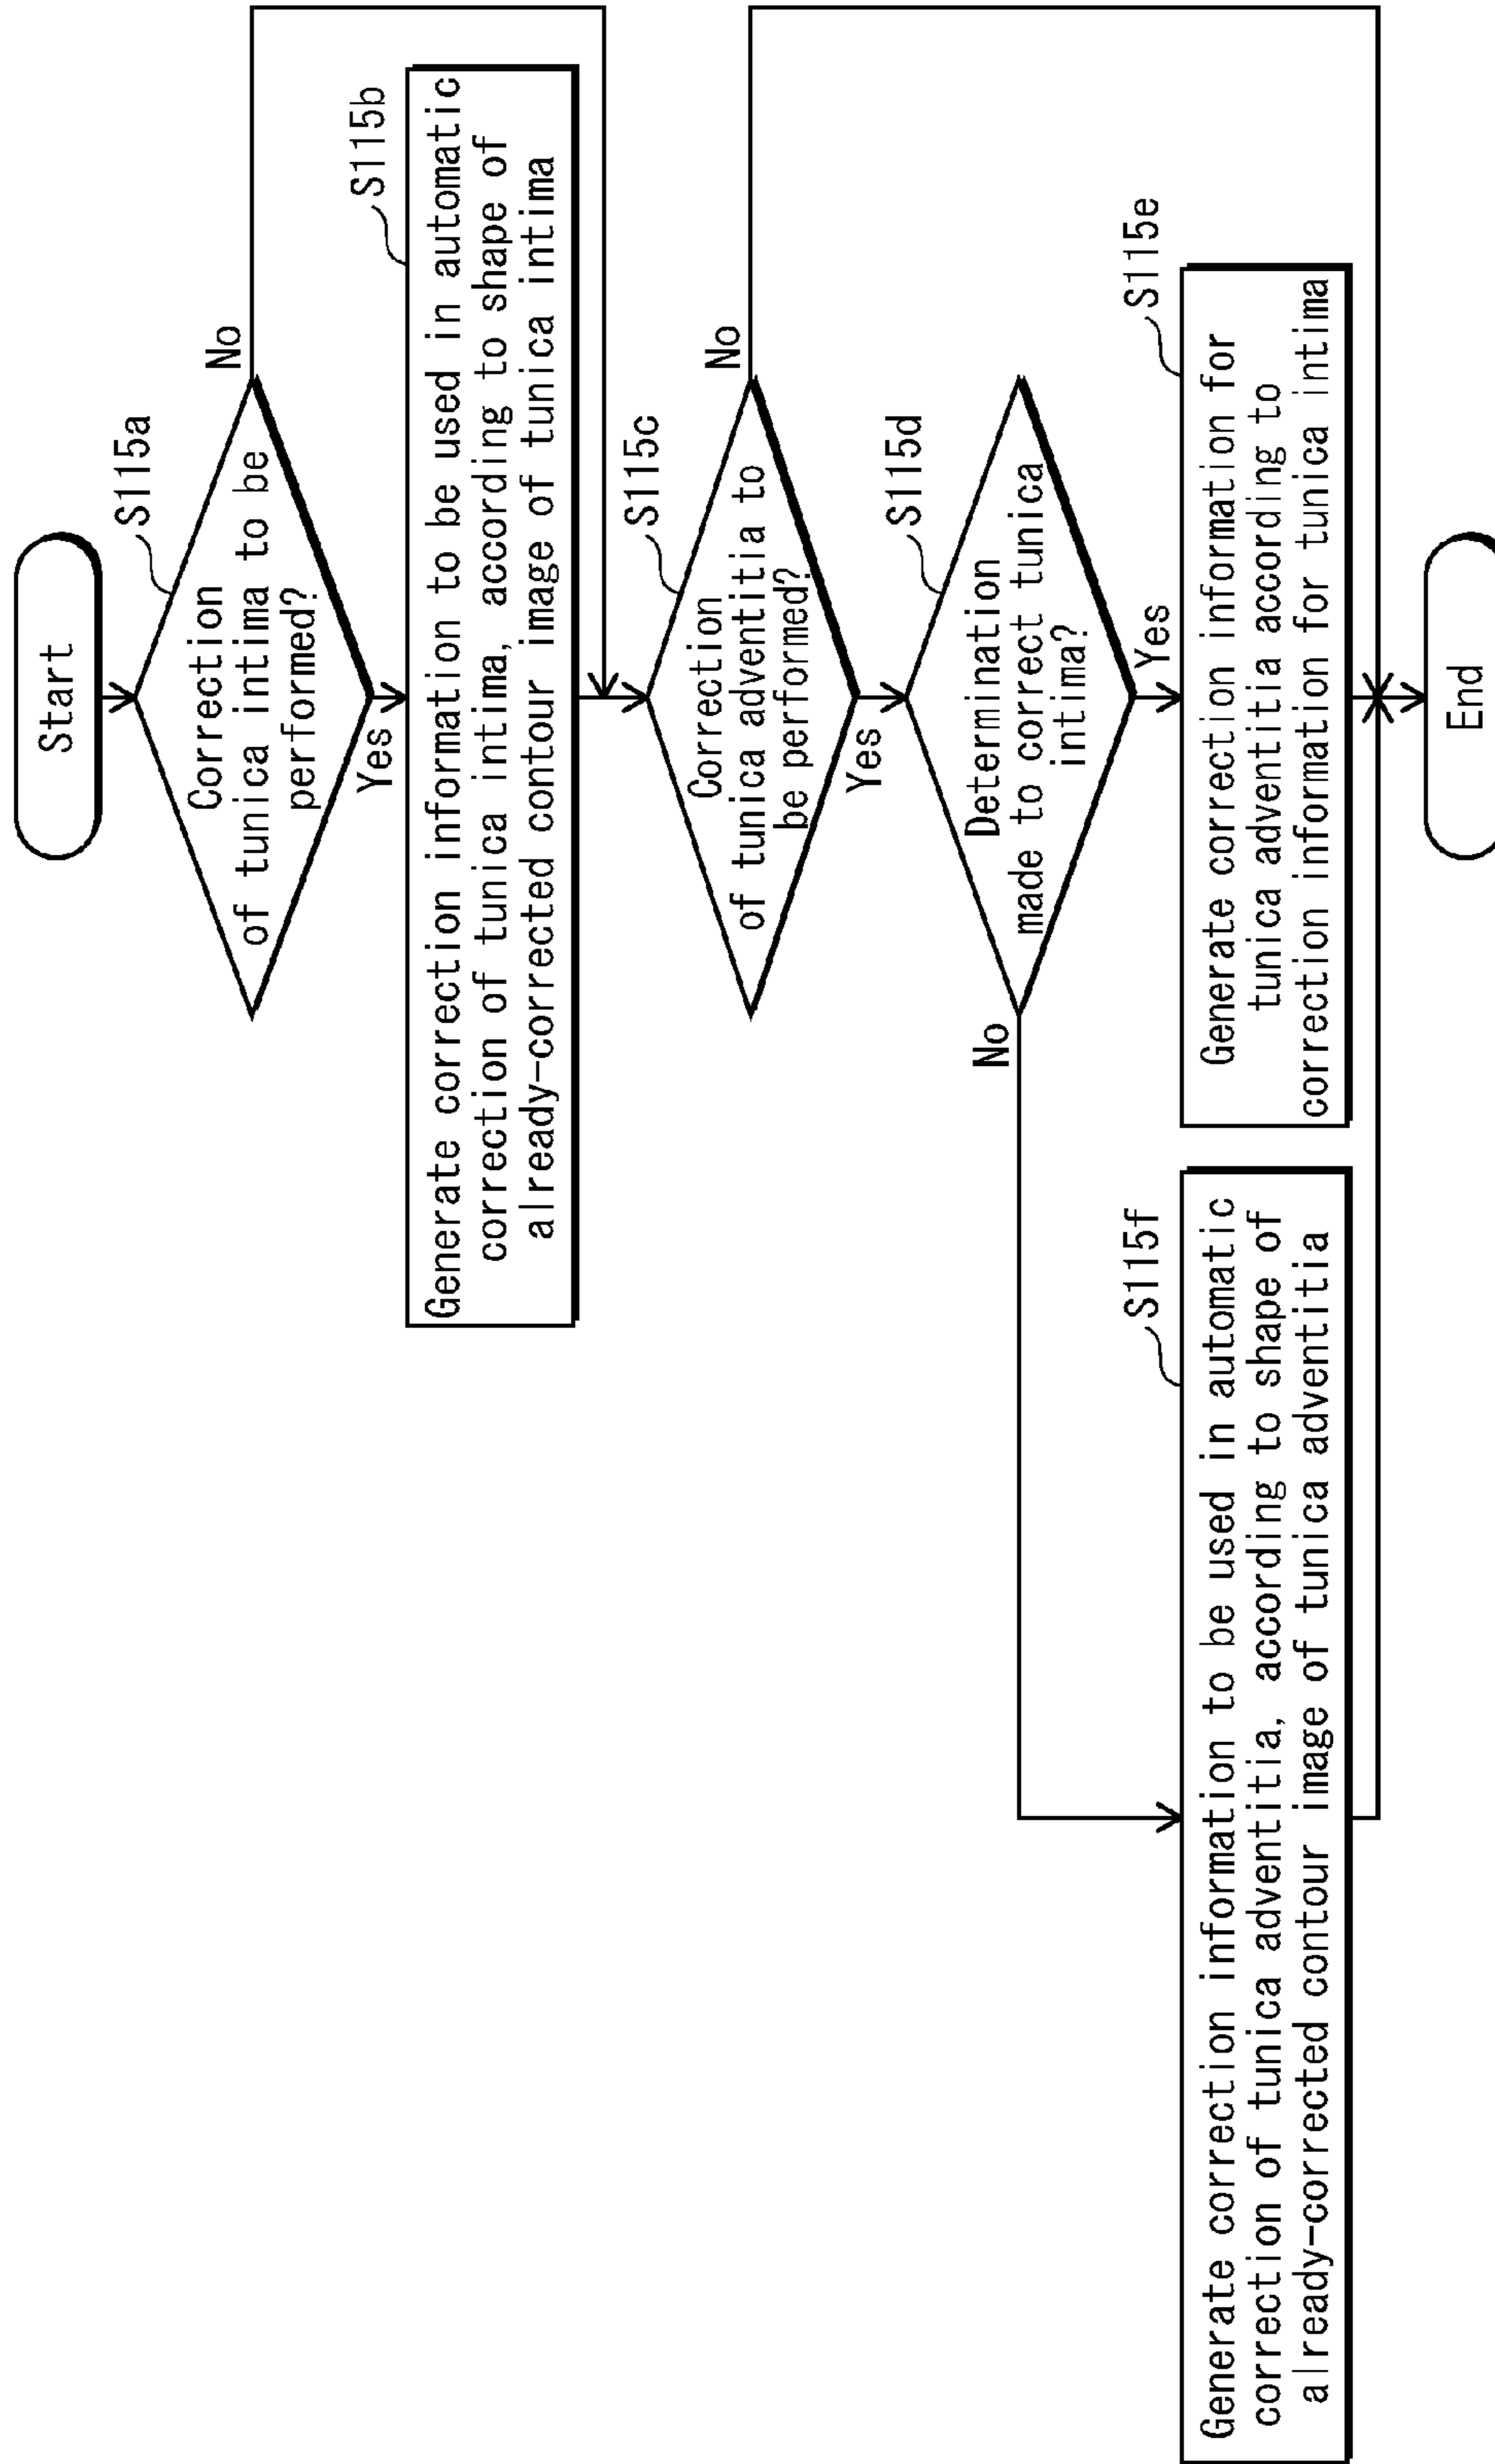 Start
S115a
Correction
of tunica intima to be
performed?
No
Yes
S115b
Generate correction information to be used in automatic
correction of tunica intima, according to shape of
already-corrected contour image of tunica intima
S115c
Correction
of tunica adventitia to
be performed?
No
Yes
S115d
Determination
made to correct tunica
intima?
No
Yes
S115f
Generate correction information to be used in automatic
correction of tunica adventitia, according to shape of
already-corrected contour image of tunica adventitia
S115e
Generate correction information for
tunica adventitia according to
correction information for tunica intima
End